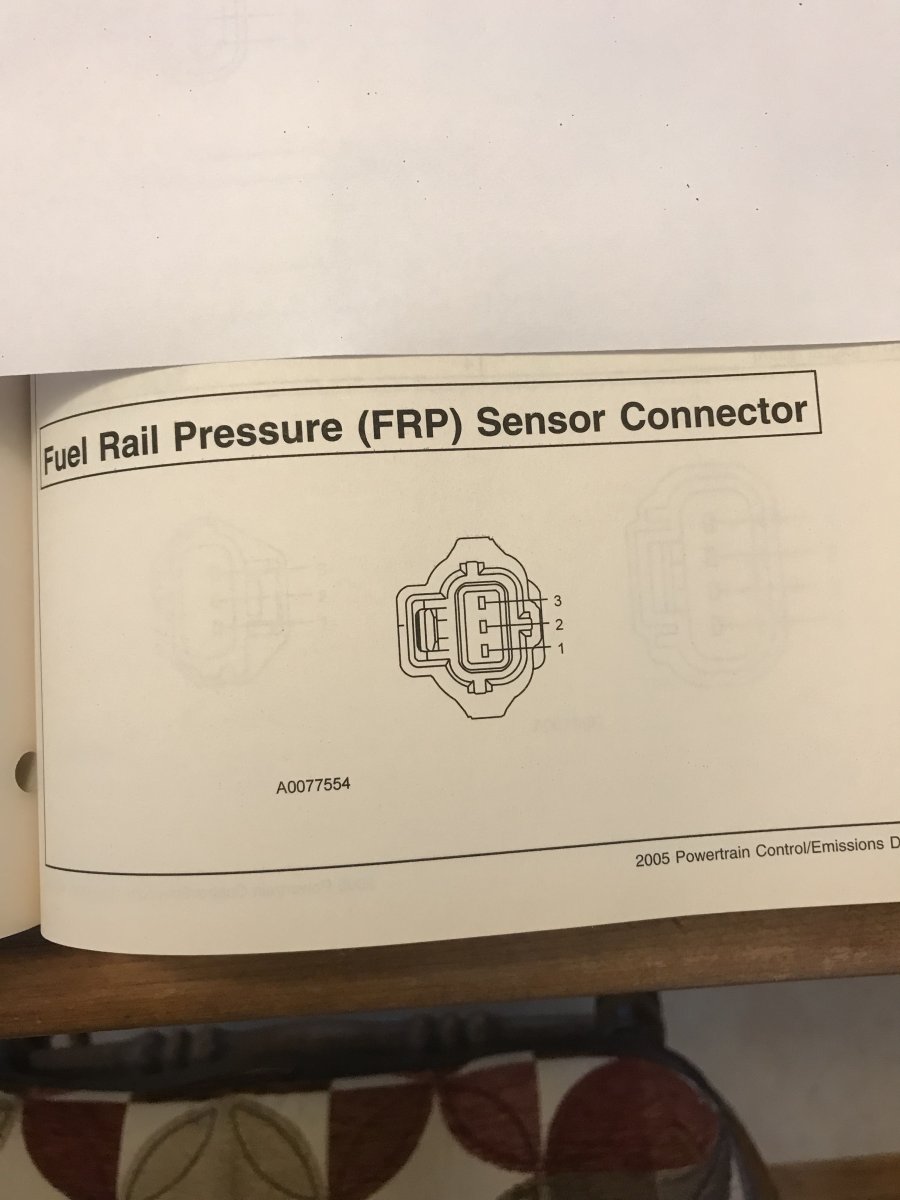 Fuel Rail Pressure (FRP) Sensor Connector
3
2
1
A0077554
2005 Powertrain Control/Emissions D